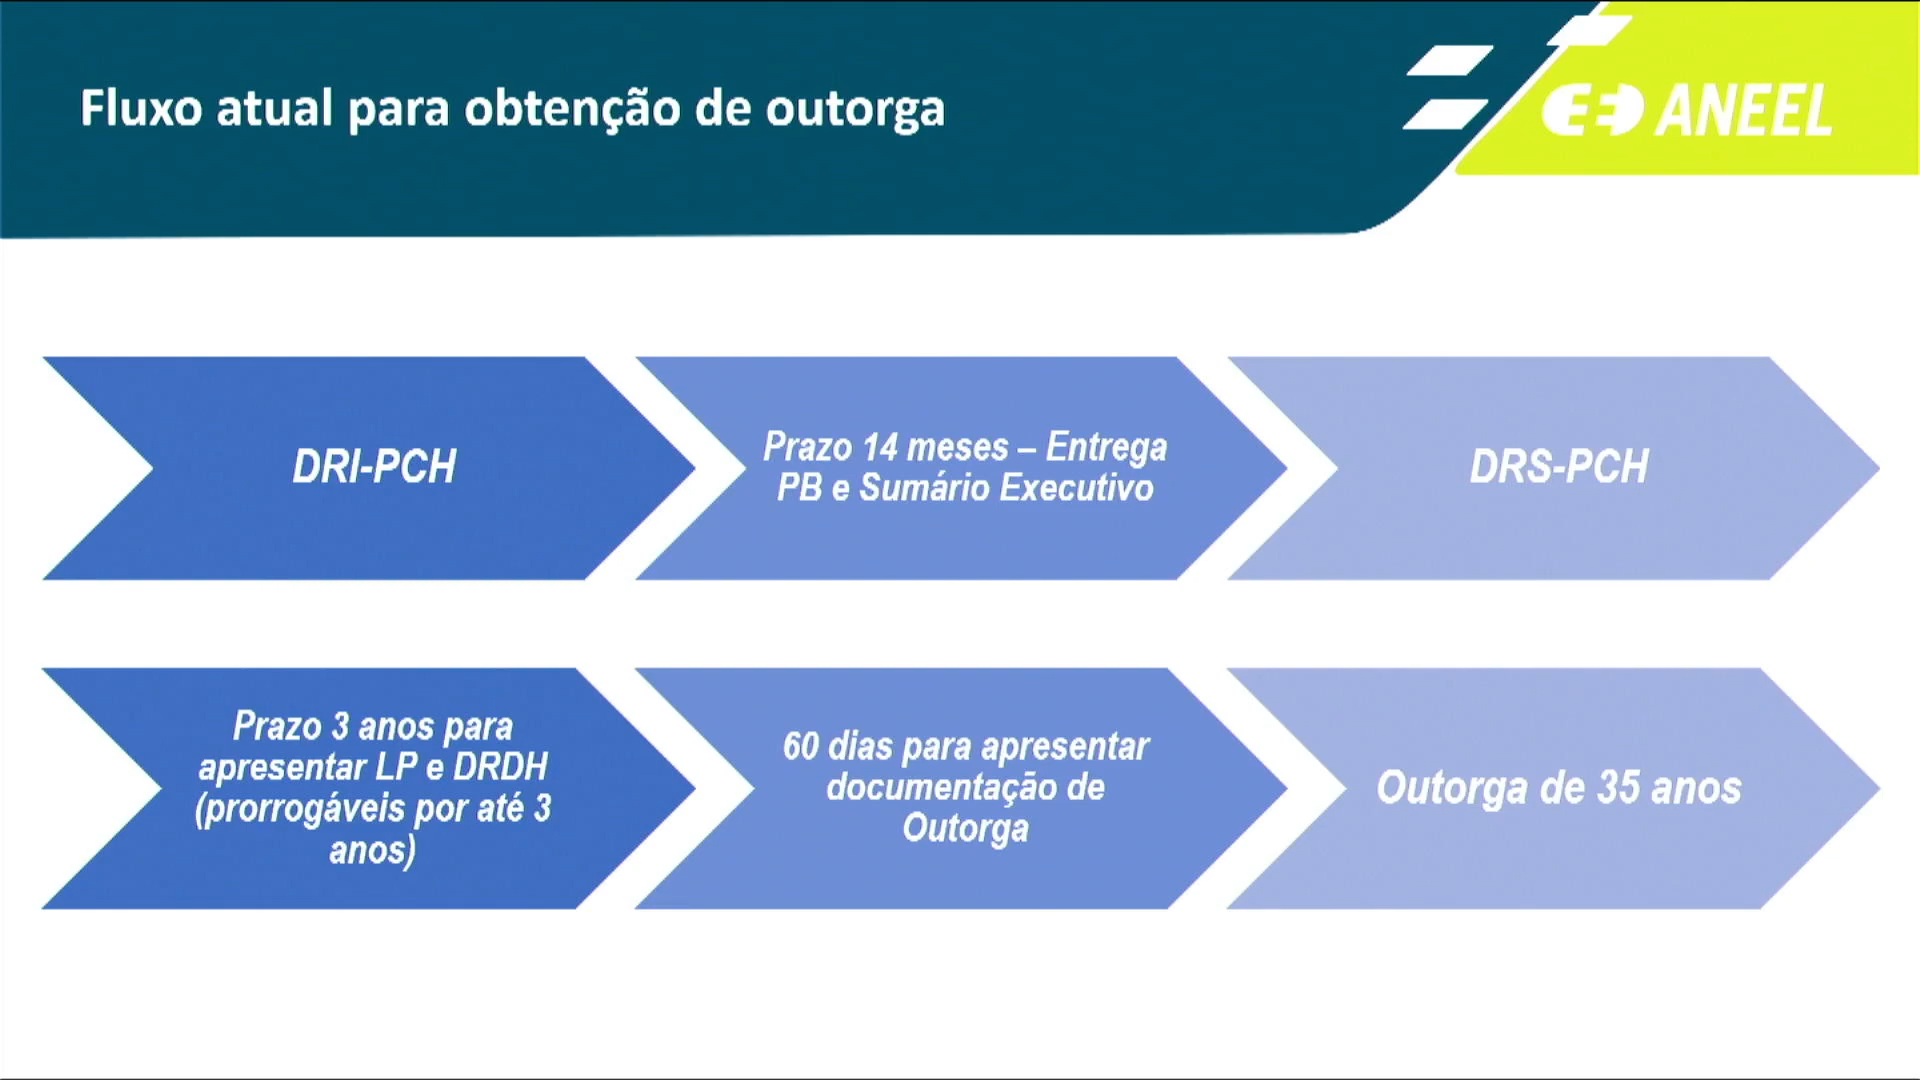 Fluxo atual para obtenção de outorga
ANEEL
DRI-PCH
Prazo 14 meses – Entrega
PB e Sumário Executivo
DRS-PCH
Prazo 3 anos para
apresentar LP e DRDH
(prorrogáveis por até 3
anos)
60 dias para apresentar
documentação de
Outorga
Outorga de 35 anos